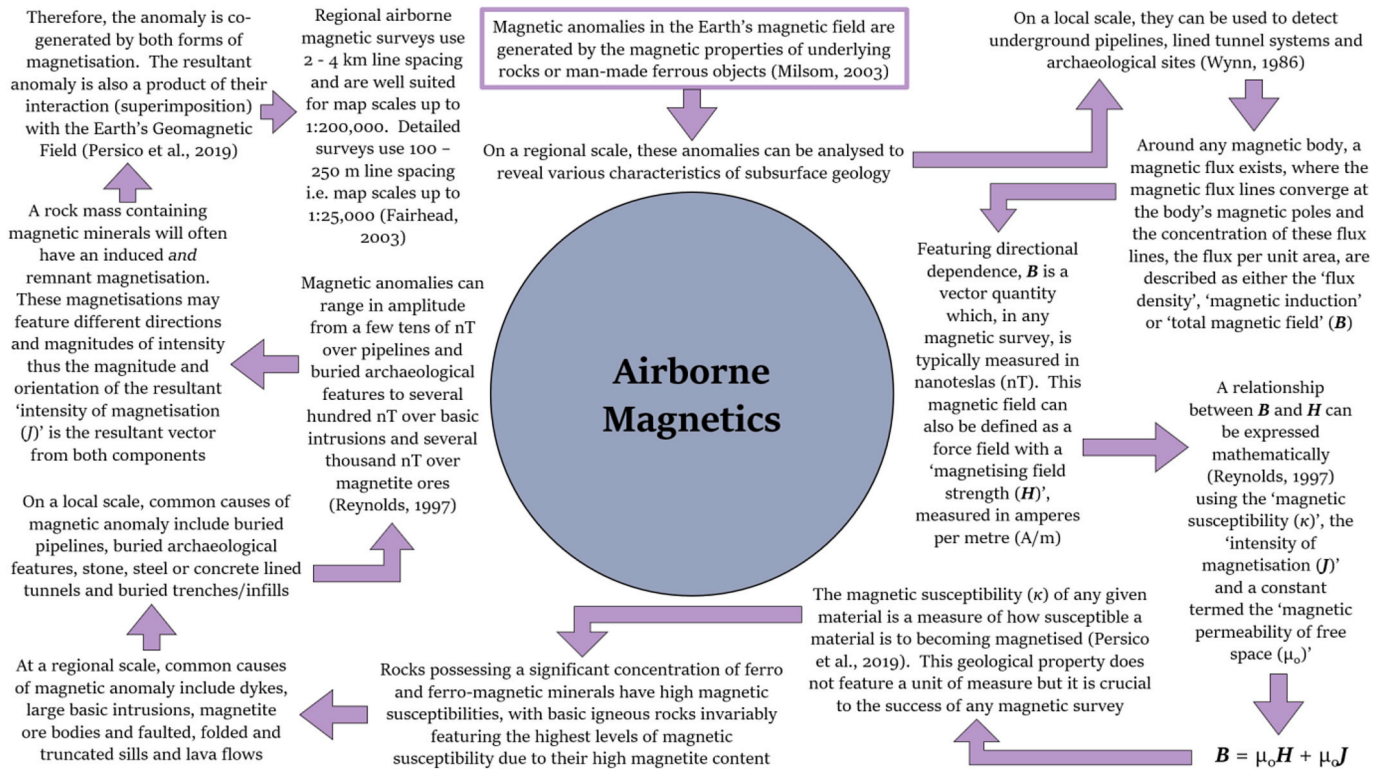 Magnetic anomalies in the Earth's magnetic field are
generated by the magnetic properties of underlying
rocks or man-made ferrous objects (Milsom, 2003)
On a regional scale, these anomalies can be analysed to
reveal various characteristics of subsurface geology
On a local scale, they can be used to detect
underground pipelines, lined tunnel systems and
archaeological sites (Wynn, 1986)
Around any magnetic body, a
magnetic flux exists, where the
magnetic flux lines converge at
the body's magnetic poles and
the concentration of these flux
lines, the flux per unit area, are
described as either the 'flux
density', 'magnetic induction'
or 'total magnetic field' (B)
Featuring directional
dependence, B is a
vector quantity
which, in any
magnetic survey, is
typically measured in
nanoteslas (nT). This
magnetic field can
also be defined as a
force field with a
'magnetising field
strength (H)',
measured in amperes
per metre (A/m)
A relationship
between B and H can
be expressed
mathematically
(Reynolds, 1997)
using the 'magnetic
susceptibility (κ)', the
'intensity of
magnetisation (J)'
and a constant
termed the 'magnetic
permeability of free
space (μₒ)'
B = μₒH + μₒJ
The magnetic susceptibility (κ) of any given
material is a measure of how susceptible a
material is to becoming magnetised (Persico
et al., 2019). This geological property does
not feature a unit of measure but it is crucial
to the success of any magnetic survey
Rocks possessing a significant concentration of ferro
and ferro-magnetic minerals have high magnetic
susceptibilities, with basic igneous rocks invariably
featuring the highest levels of magnetic
susceptibility due to their high magnetite content
At a regional scale, common causes
of magnetic anomaly include dykes,
large basic intrusions, magnetite
ore bodies and faulted, folded and
truncated sills and lava flows
On a local scale, common causes of
magnetic anomaly include buried
pipelines, buried archaeological
features, stone, steel or concrete lined
tunnels and buried trenches/infills
Magnetic anomalies can
range in amplitude
from a few tens of nT
over pipelines and
buried archaeological
features to several
hundred nT over basic
intrusions and several
thousand nT over
magnetite ores
(Reynolds, 1997)
A rock mass containing
magnetic minerals will often
have an induced and
remnant magnetisation.
These magnetisations may
feature different directions
and magnitudes of intensity
thus the magnitude and
orientation of the resultant
'intensity of magnetisation
(J)' is the resultant vector
from both components
Therefore, the anomaly is co-
generated by both forms of
magnetisation. The resultant
anomaly is also a product of their
interaction (superimposition)
with the Earth's Geomagnetic
Field (Persico et al., 2019)
Regional airborne
magnetic surveys use
2 - 4 km line spacing
and are well suited
for map scales up to
1:200,000. Detailed
surveys use 100 –
250 m line spacing
i.e. map scales up to
1:25,000 (Fairhead,
2003)
Airborne
Magnetics